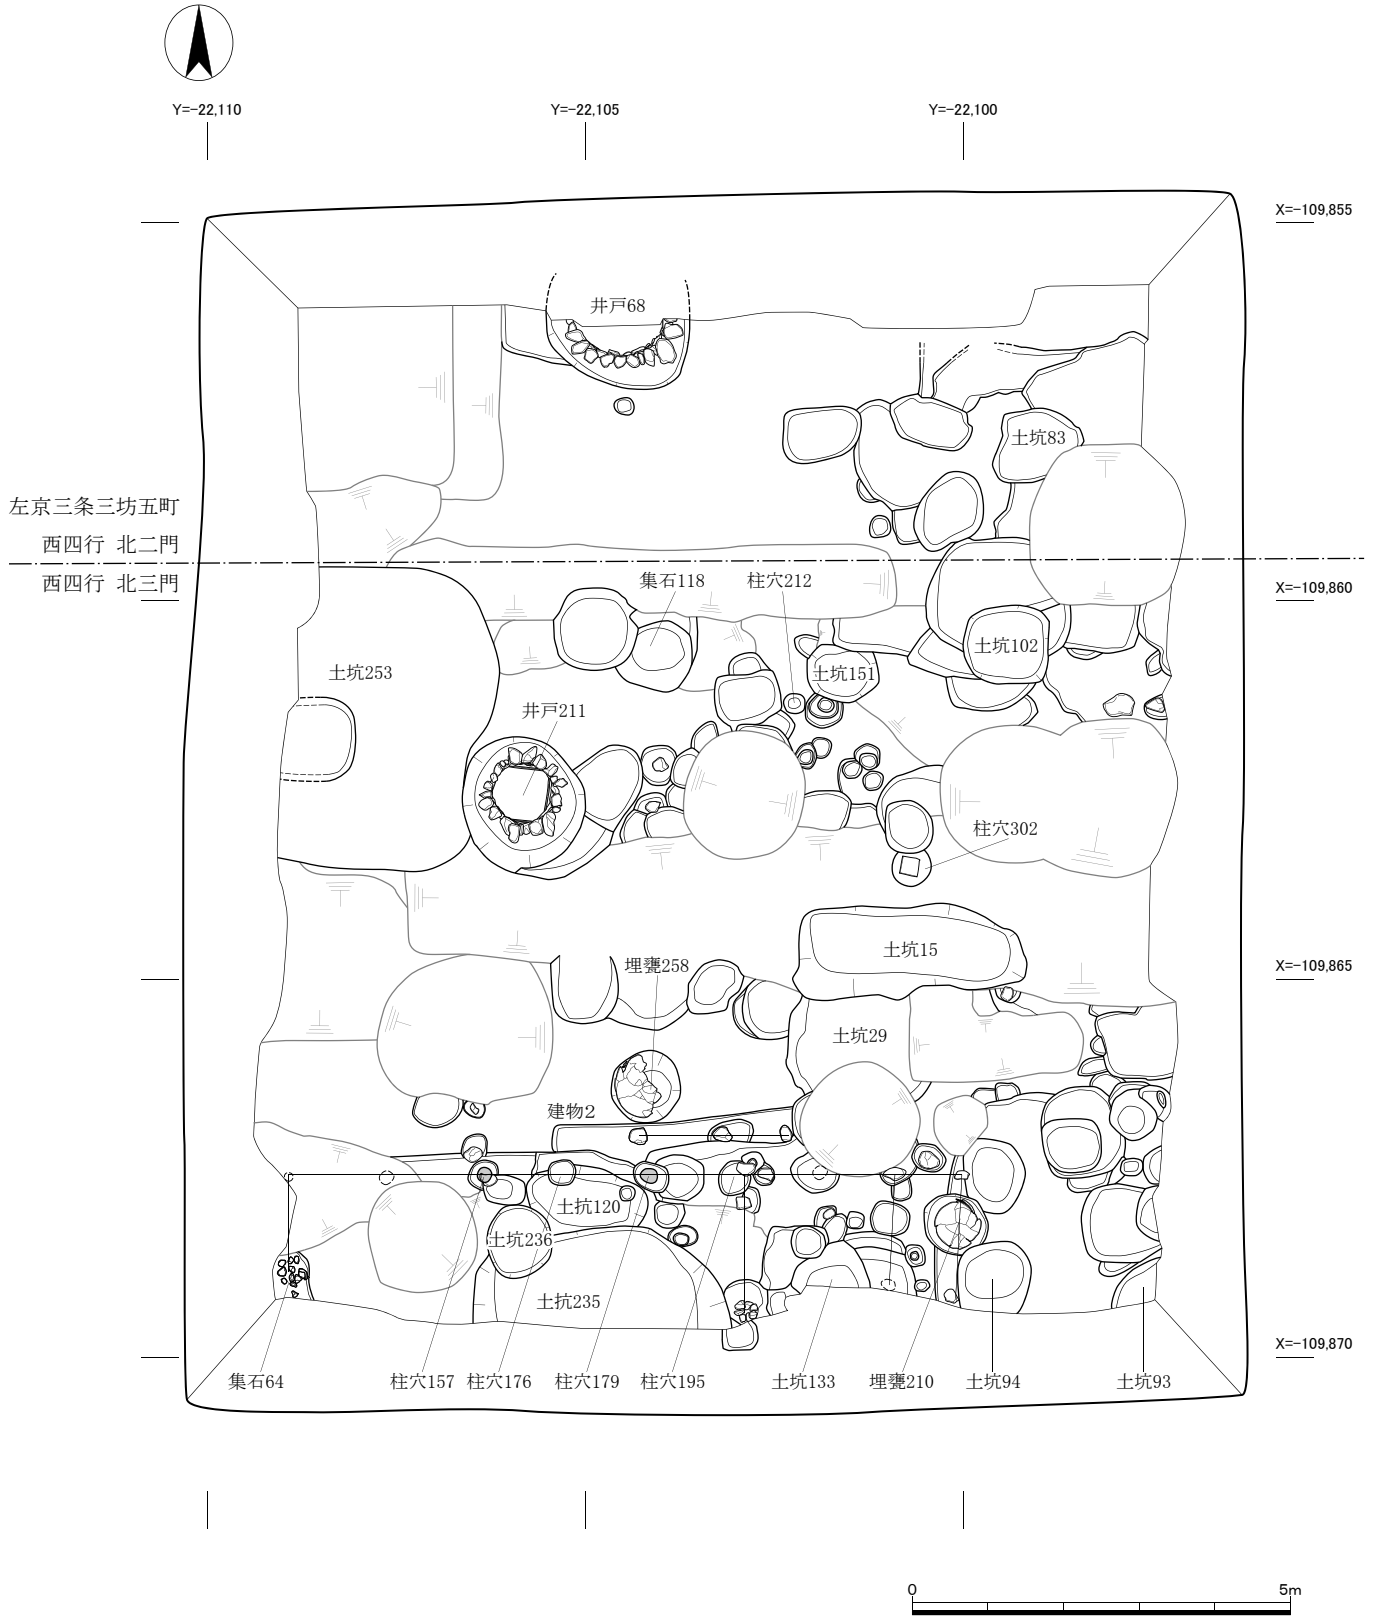 Y=-22,110
Y=-22,105
Y=-22,100
X=-109,855
井戸68
土坑83
左京三条三坊五町
西四行 北二門
西四行 北三門
集石118
柱穴212
X=-109,860
土坑102
土坑151
土坑253
井戸211
柱穴302
土坑15
埋甕258
X=-109,865
土坑29
建物2
土坑120
土坑236
土坑235
X=-109,870
集石64
柱穴157
柱穴176
柱穴179
柱穴195
土坑133
埋甕210
土坑94
土坑93
0
5m